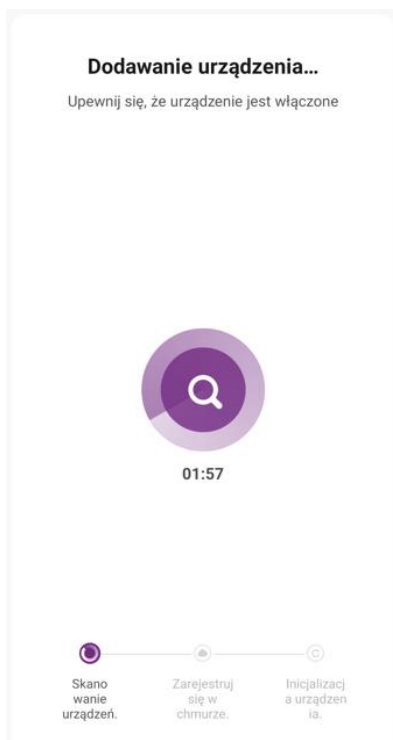 Dodawanie urządzenia...
Upewnij się, że urządzenie jest włączone
01:57
Skano
wanie
urządzeń.
Zarejestruj
się w
chmurze.
Inicjalizacj
a urządzen
ia.